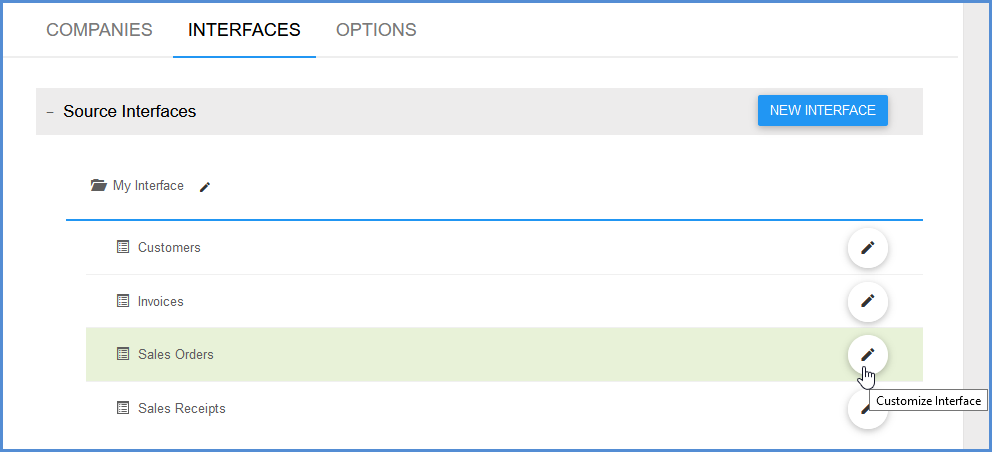 COMPANIES INTERFACES OPTIONS
– Source Interfaces NEW INTERFACE
My Interface
Customers
Invoices
Sales Orders
Customize Interface
Sales Receipts